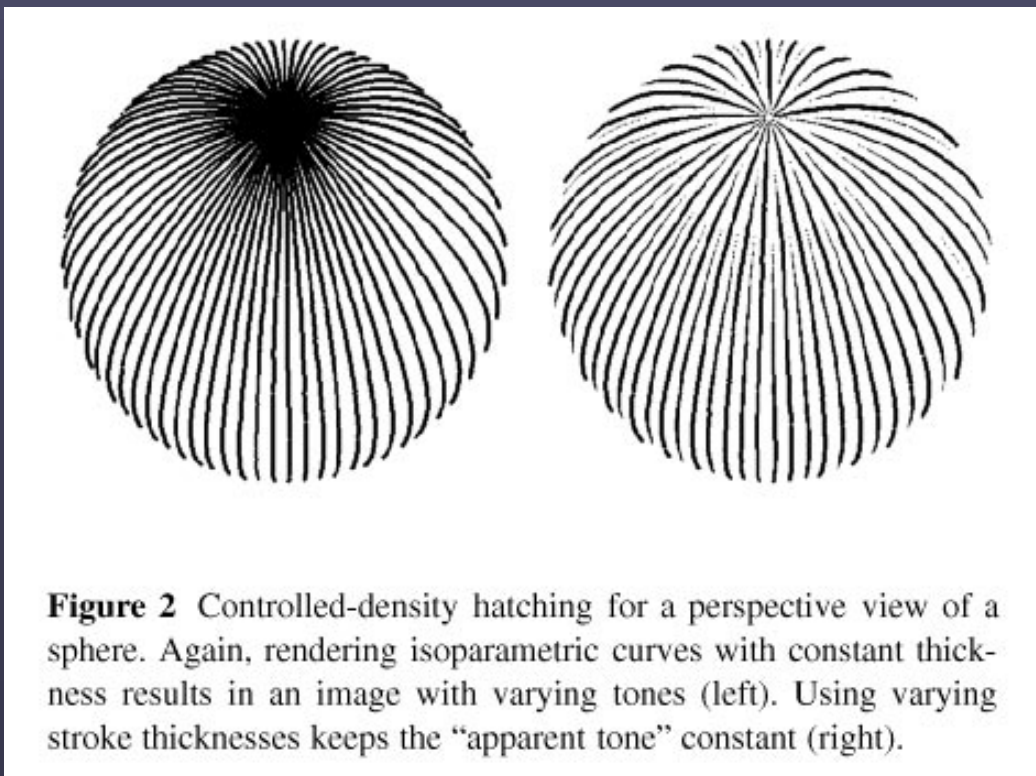 Figure 2 Controlled-density hatching for a perspective view of a
sphere. Again, rendering isoparametric curves with constant thick-
ness results in an image with varying tones (left). Using varying
stroke thicknesses keeps the “apparent tone” constant (right).